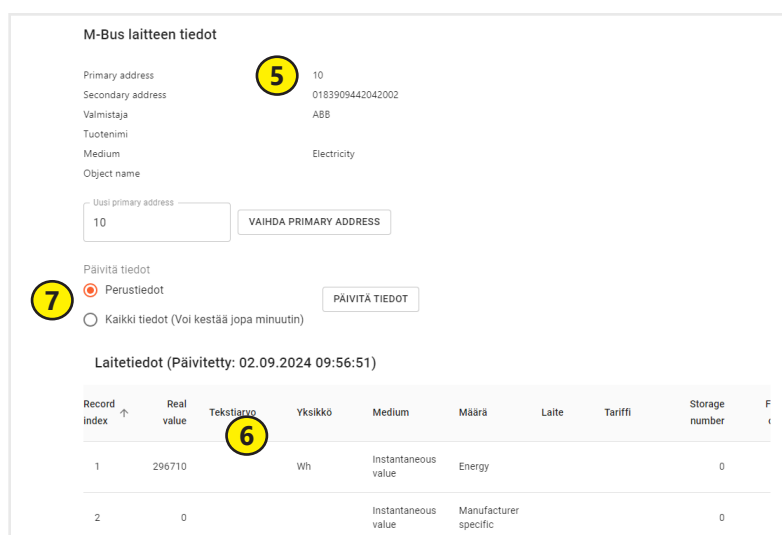 M-Bus laitteen tiedot
Primary address 10
5
Secondary address 0183909442042002
Valmistaja ABB
Tuotenimi
Medium Electricity
Object name
Uusi primary address
10 VAIHDA PRIMARY ADDRESS
Päivitä tiedot
7
Perustiedot
PÄIVITÄ TIEDOT
Kaikki tiedot (Voi kestää jopa minuutin)
Laitetiedot (Päivitetty: 02.09.2024 09:56:51)
Record index Real value Tekstiarvo Yksikkö Medium Määrä Laite Tariffi Storage number F
6
1 296710 Wh Instantaneous value Energy 0
2 0 Instantaneous value Manufacturer specific 0